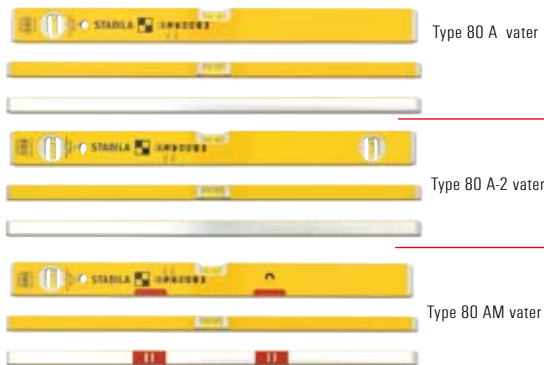 STABILA
Type 80 A vater
STABILA
Type 80 A-2 vater
STABILA
Type 80 AM vater